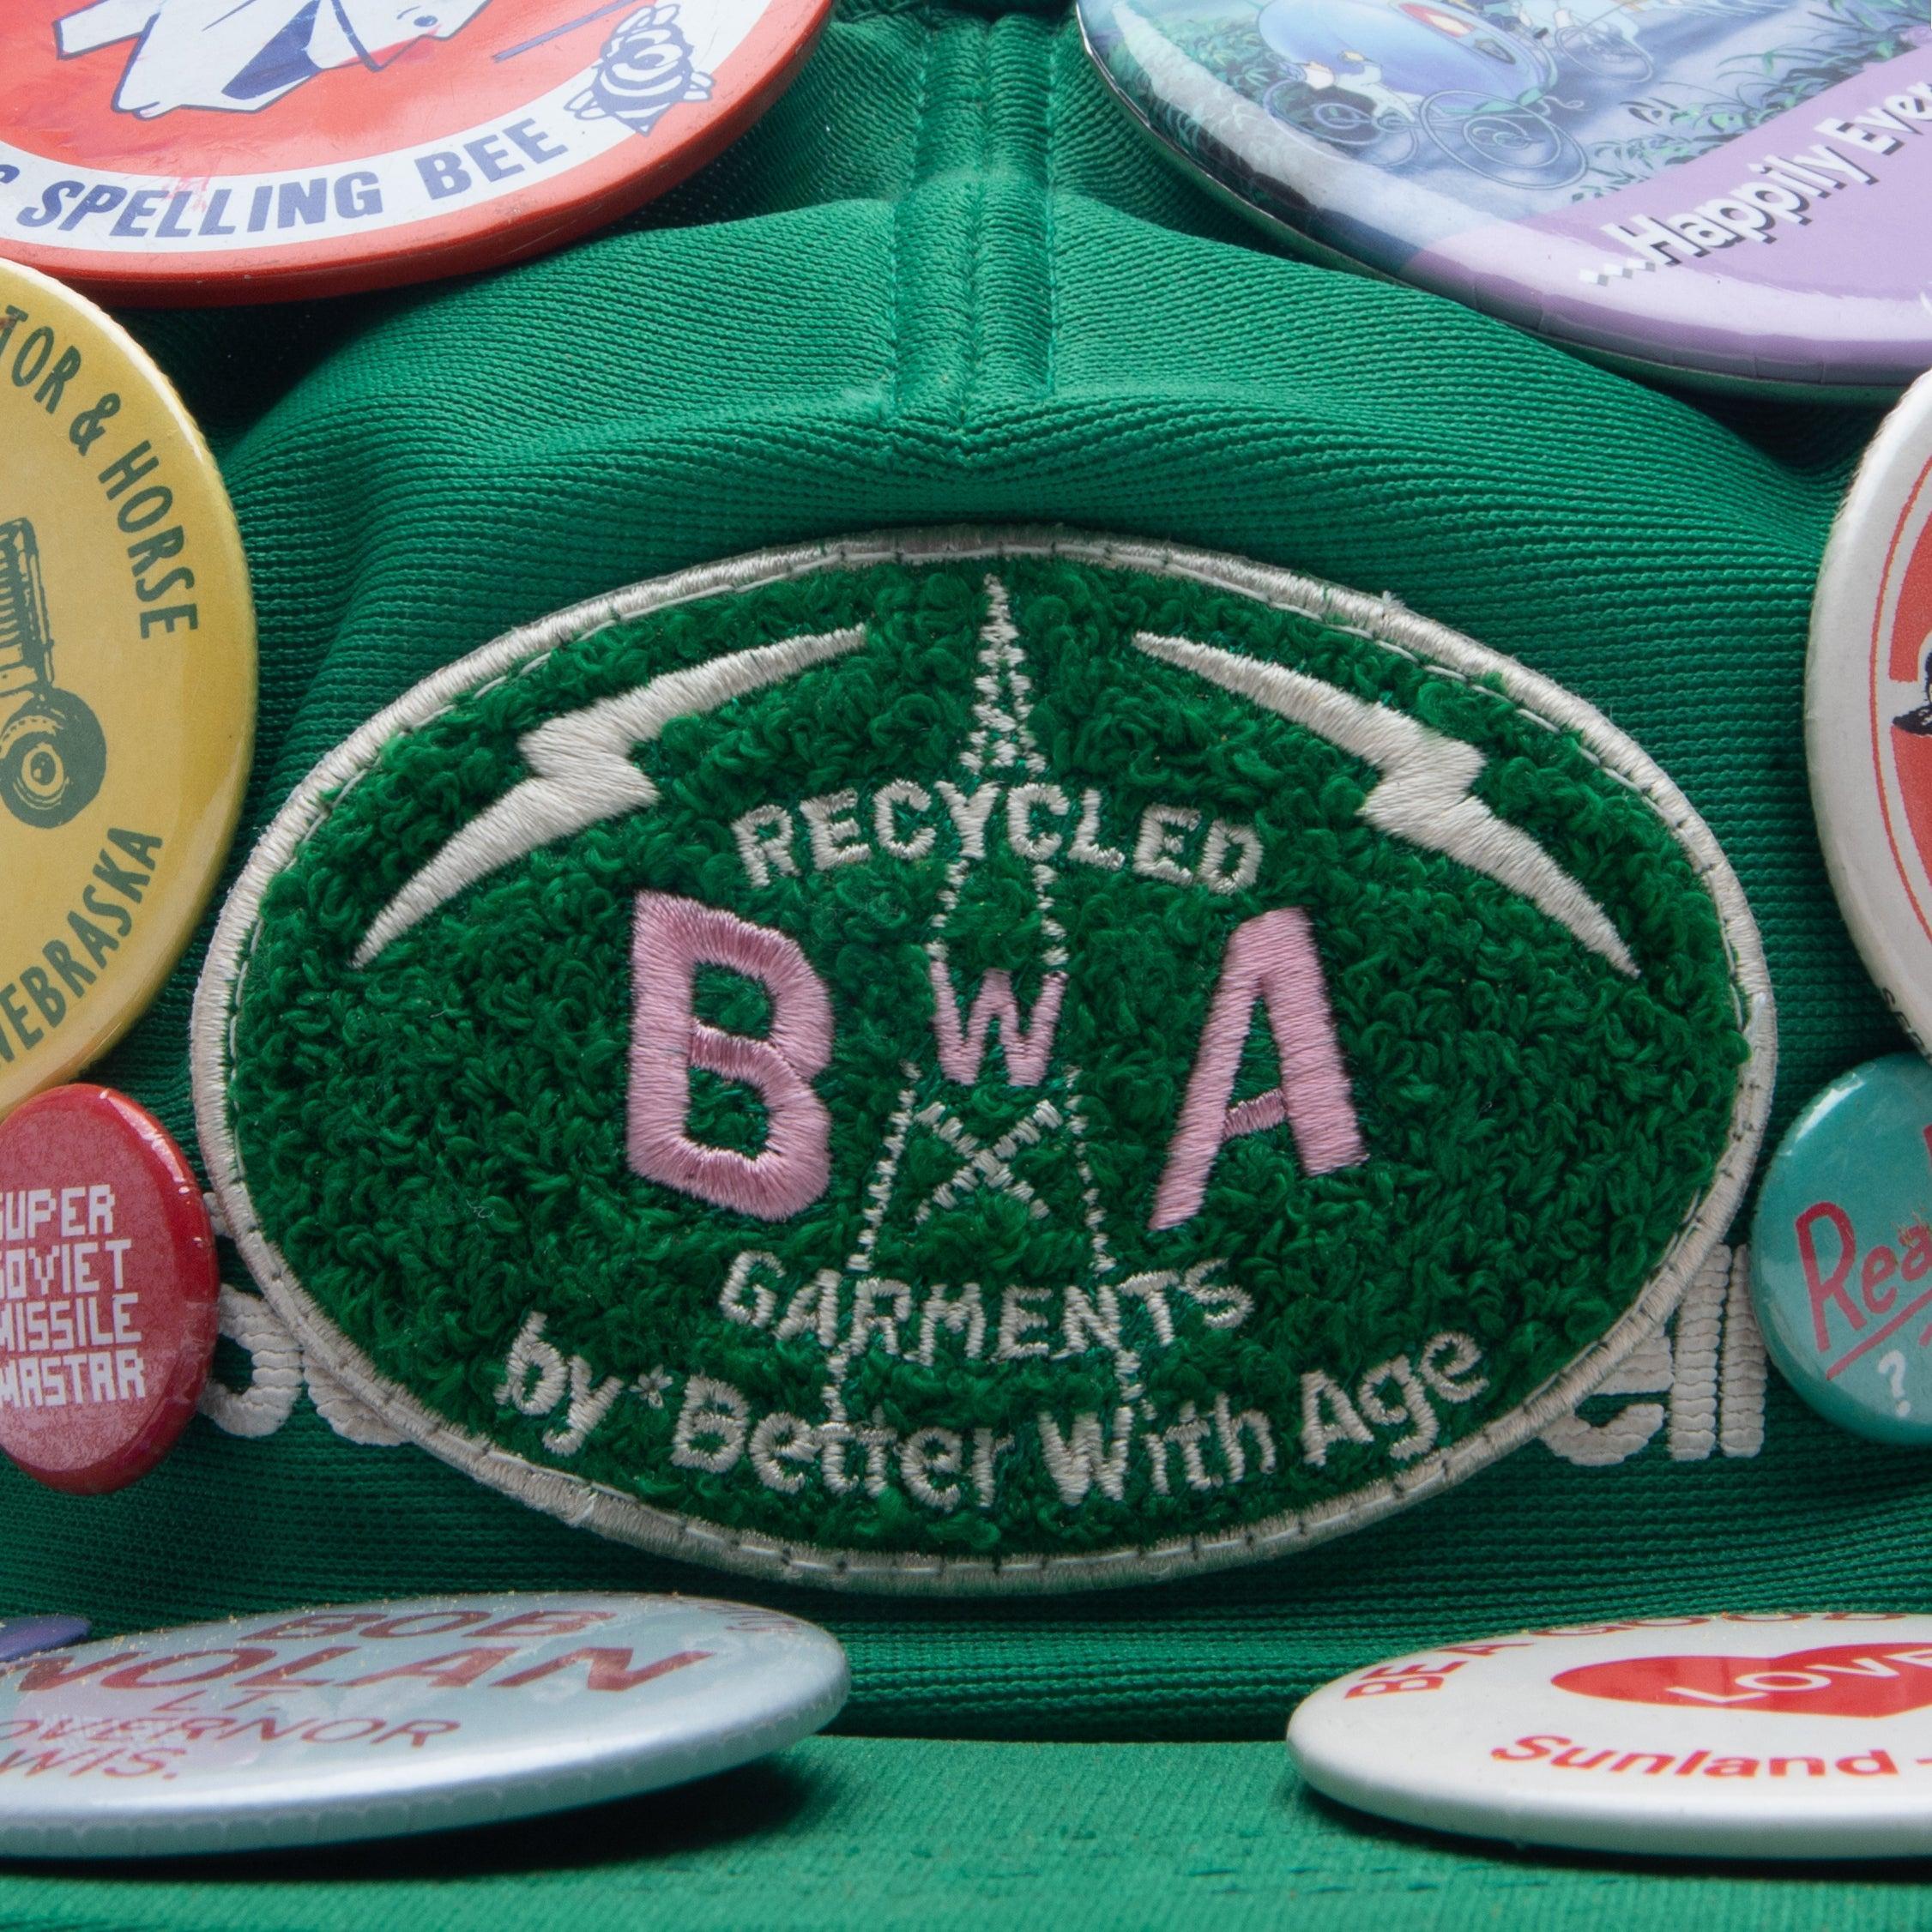 SPELLING BEE
...Happily Ever
TOR & HORSE
NEBRASKA
RECYCLED
B W A
GARMENTS
by*Better With Age
SUPER
SOVIET
MISSILE
MASTAR
Rea
?
BOB
NOLAN
LT.
GOVERNOR
WIS.
BE A GOOD
LOVE
Sunland -